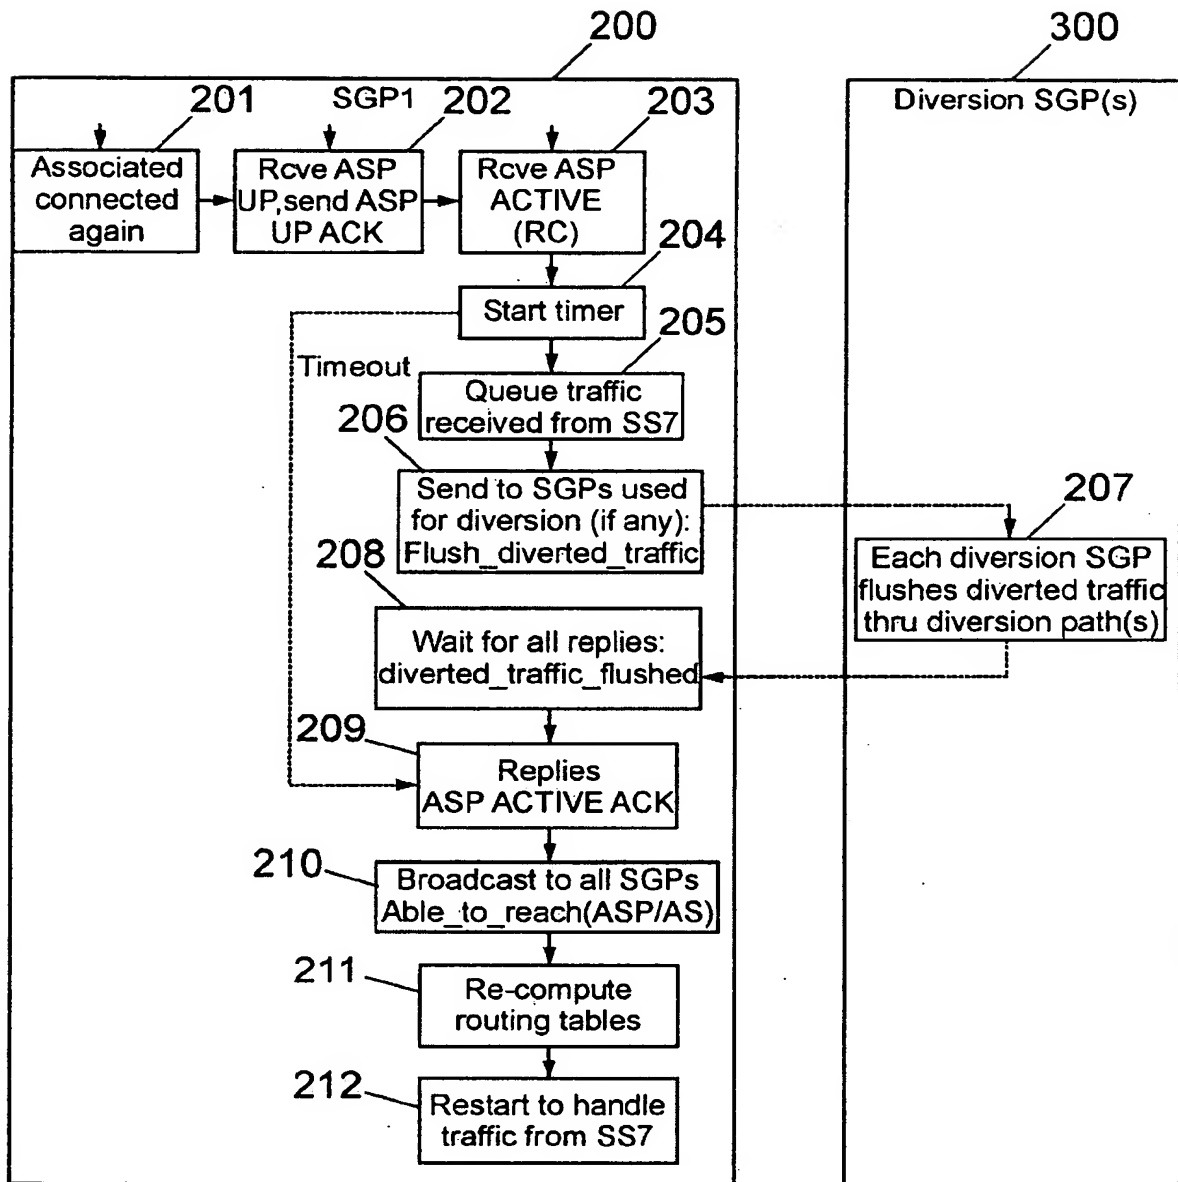 200
300
SGP1
Diversion SGP(s)
201
202
203
Associated
connected
again
Rcve ASP
UP,send ASP
UP ACK
Rcve ASP
ACTIVE
(RC)
204
Start timer
205
Timeout
Queue traffic
received from SS7
206
Send to SGPs used
for diversion (if any):
Flush_diverted_traffic
207
Each diversion SGP
flushes diverted traffic
thru diversion path(s)
208
Wait for all replies:
diverted_traffic_flushed
209
Replies
ASP ACTIVE ACK
210
Broadcast to all SGPs
Able_to_reach(ASP/AS)
211
Re-compute
routing tables
212
Restart to handle
traffic from SS7